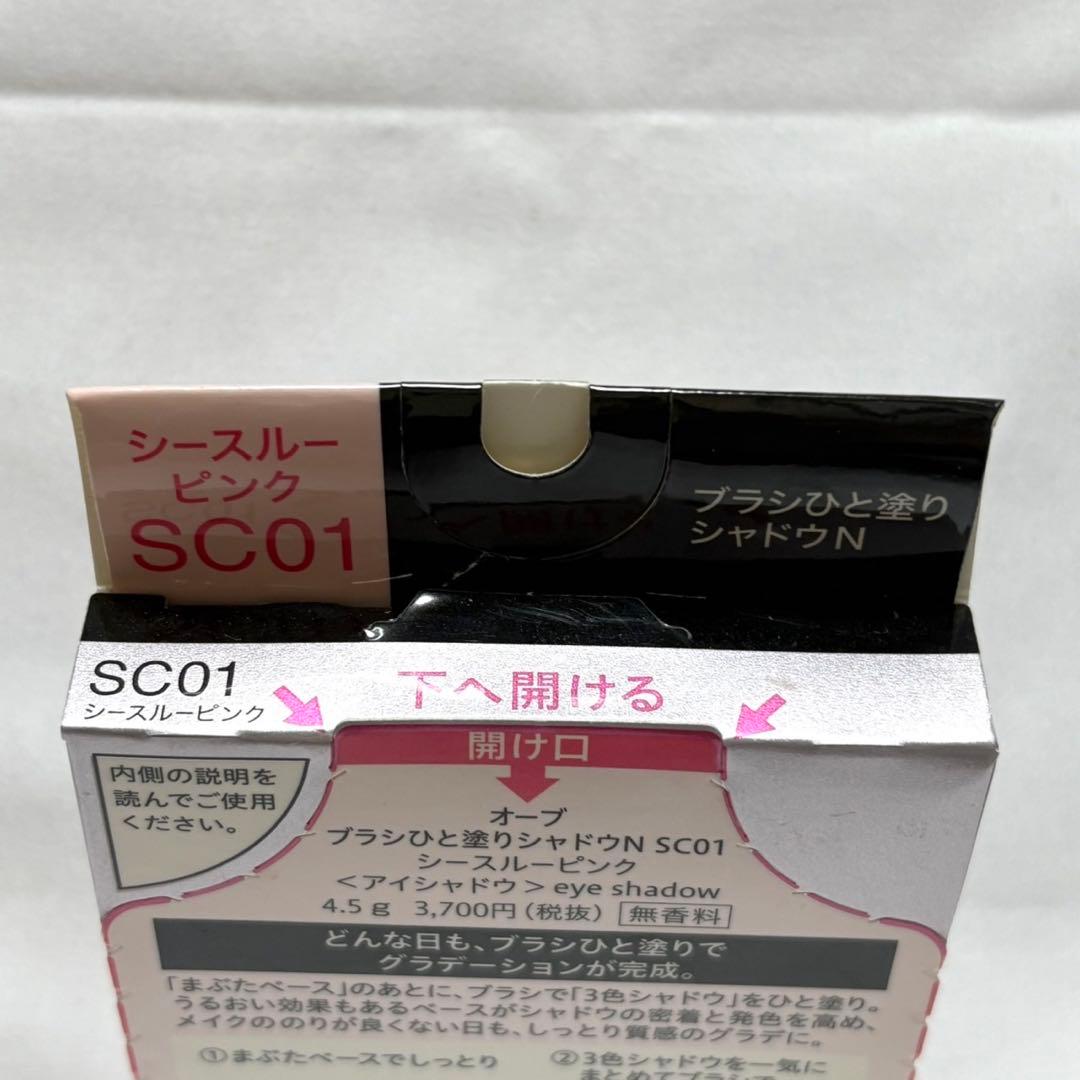 シースルー
ピンク
SC01
ブラシひと塗り
シャドウN
SC01
シースルーピンク
下へ開ける
開け口
内側の説明を
読んでご使用
ください。
オーブ
ブラシひと塗りシャドウN SC01
シースルーピンク
＜アイシャドウ＞eye shadow
4.5ｇ 3,700円（税抜） 無香料
どんな日も、ブラシひと塗りで
グラデーションが完成。
「まぶたベース」のあとに、ブラシで「3色シャドウ」をひと塗り。
うるおい効果もあるベースがシャドウの密着と発色を高め、
メイクののりが良くない日も、しっとり質感のグラデに。
①まぶたベースでしっとり
②3色シャドウを一気に
まとめてブラシで